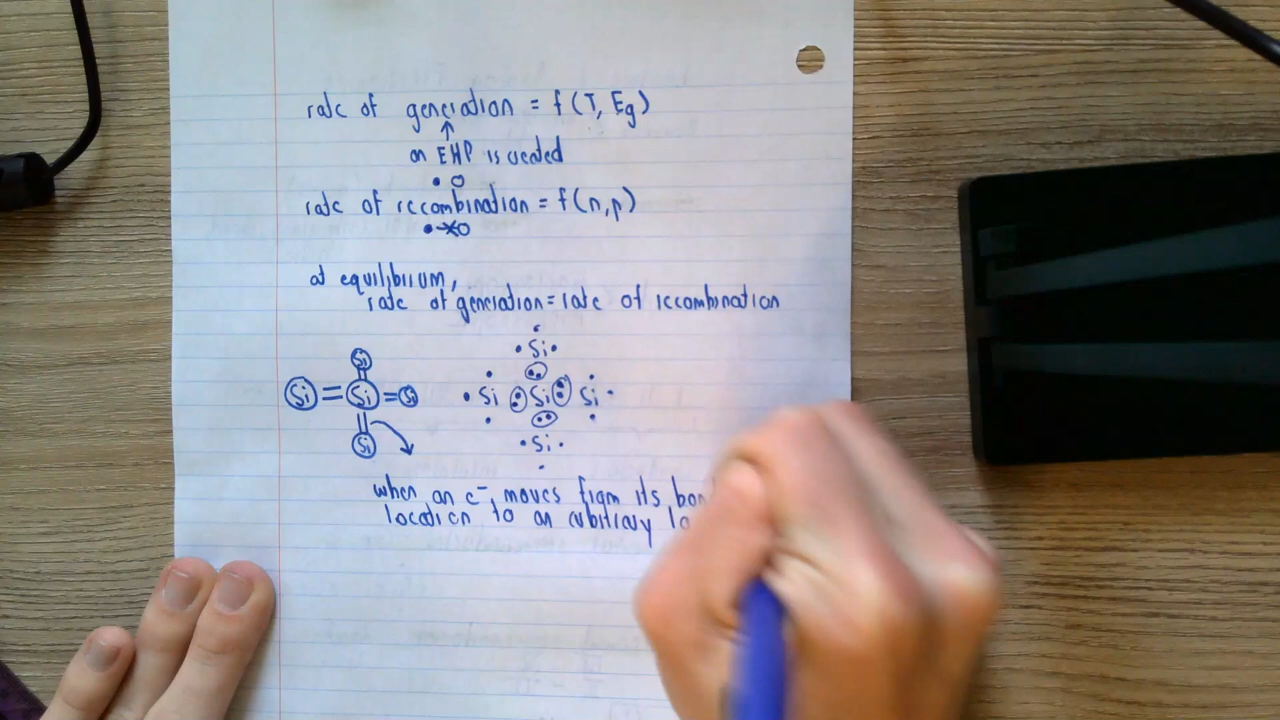 rate of generation = f(T, Eg)
↑
an EHP is created
rate of recombination = f(n,p)
at equilibrium,
rate of generation = rate of recombination
Si
Si = Si = Si
Si
Si
Si Si Si
Si
when an e⁻ moves from its
location to an arbitrary